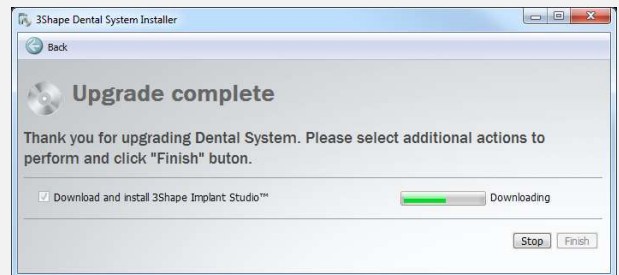 3Shape Dental System Installer
Back
Upgrade complete
Thank you for upgrading Dental System. Please select additional actions to
perform and click "Finish" buton.
Download and install 3Shape Implant Studio™
Downloading
Stop
Finish